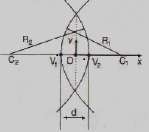 R₂ R₁
y
C₂ V₁ O V₂ C₁ x
d